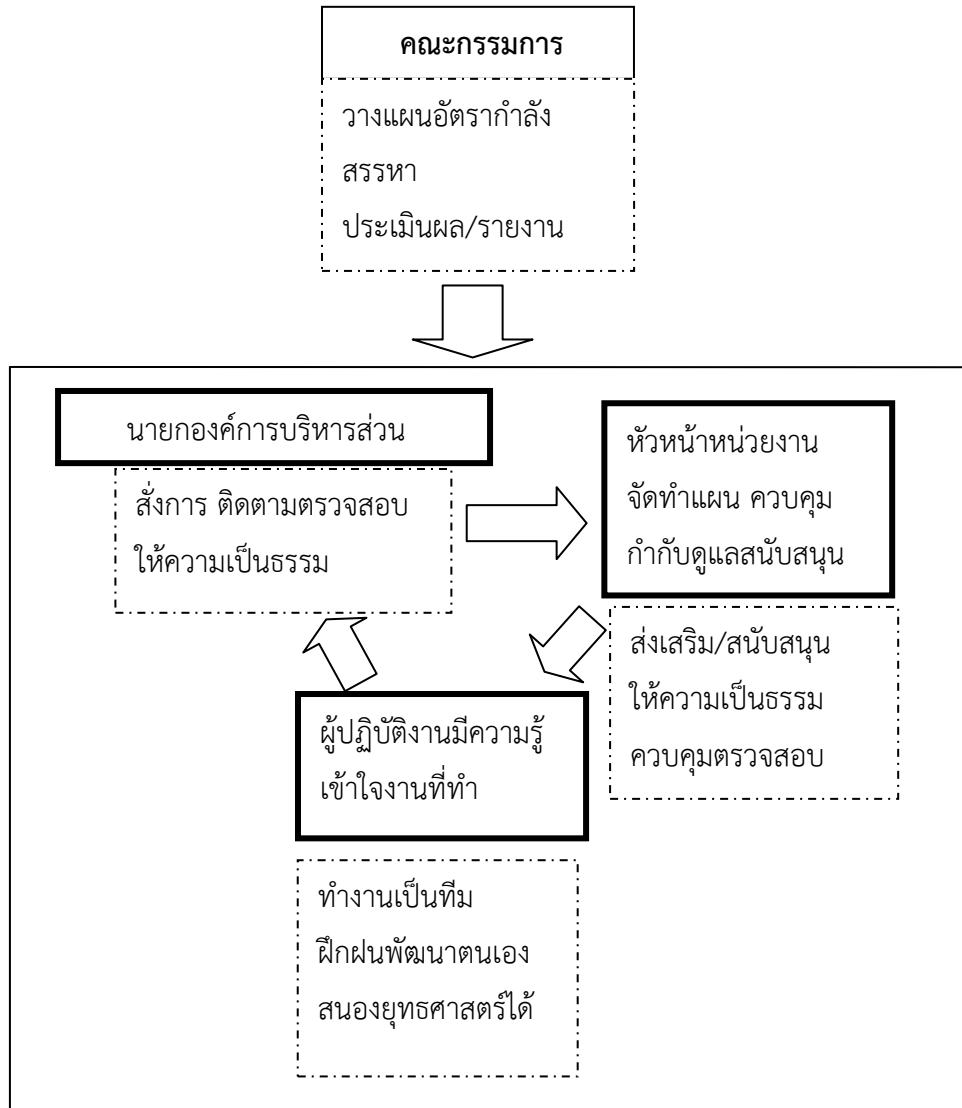 คณะกรรมการ
วางแผนอัตรากำลัง
สรรหา
ประเมินผล/รายงาน
นายกองค์การบริหารส่วน
สั่งการ ติดตามตรวจสอบ
ให้ความเป็นธรรม
หัวหน้าหน่วยงาน
จัดทำแผน ควบคุม
กำกับดูแลสนับสนุน
ส่งเสริม/สนับสนุน
ให้ความเป็นธรรม
ควบคุมตรวจสอบ
ผู้ปฏิบัติงานมีความรู้
เข้าใจงานที่ทำ
ทำงานเป็นทีม
ฝึกฝนพัฒนาตนเอง
สนองยุทธศาสตร์ได้